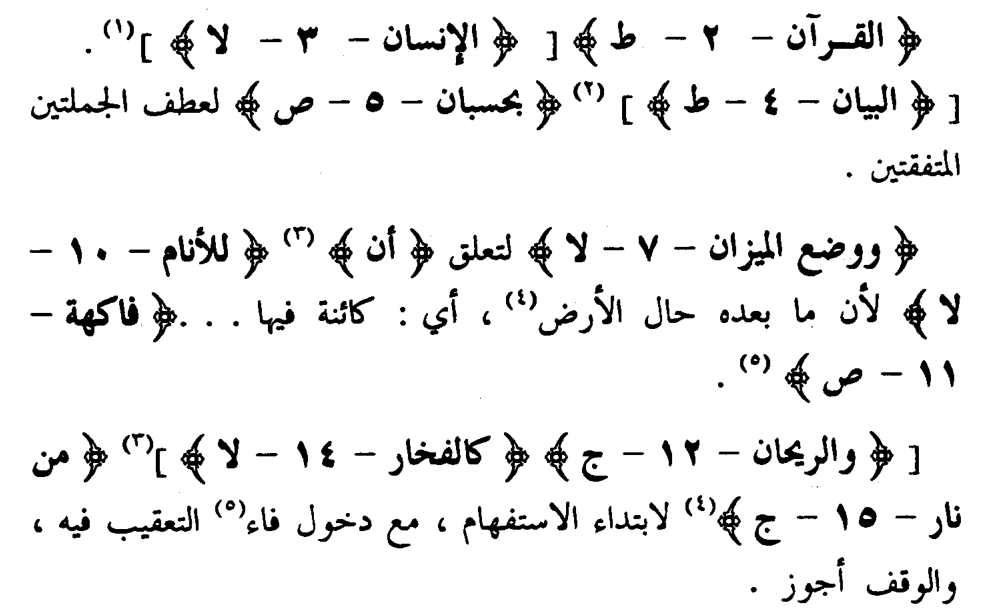 ﴿ القـرآن – ٢ – ط ﴾ [ ﴿ الإنسان – ٣ – لا ﴾ ](١) .
[ ﴿ البيان – ٤ – ط ﴾ ] (٢) ﴿ بحسبان – ٥ – ص ﴾ لعطف الجملتين
المتفقتين .
﴿ ووضع الميزان – ٧ – لا ﴾ لتعلق ﴿ أن ﴾ (٣) ﴿ للأنام – ١٠ –
لا ﴾ لأن ما بعده حال الأرض(٤) ، أي : كائنة فيها . . . ﴿ فاكهة –
١١ – ص ﴾ (٥) .
[ ﴿ والريحان – ١٢ – ج ﴾ ﴿ كالفخار – ١٤ – لا ﴾ ](٣) ﴿ من
نار – ١٥ – ج ﴾(٤) لابتداء الاستفهام ، مع دخول فاء(٥) التعقيب فيه ،
والوقف أجوز .